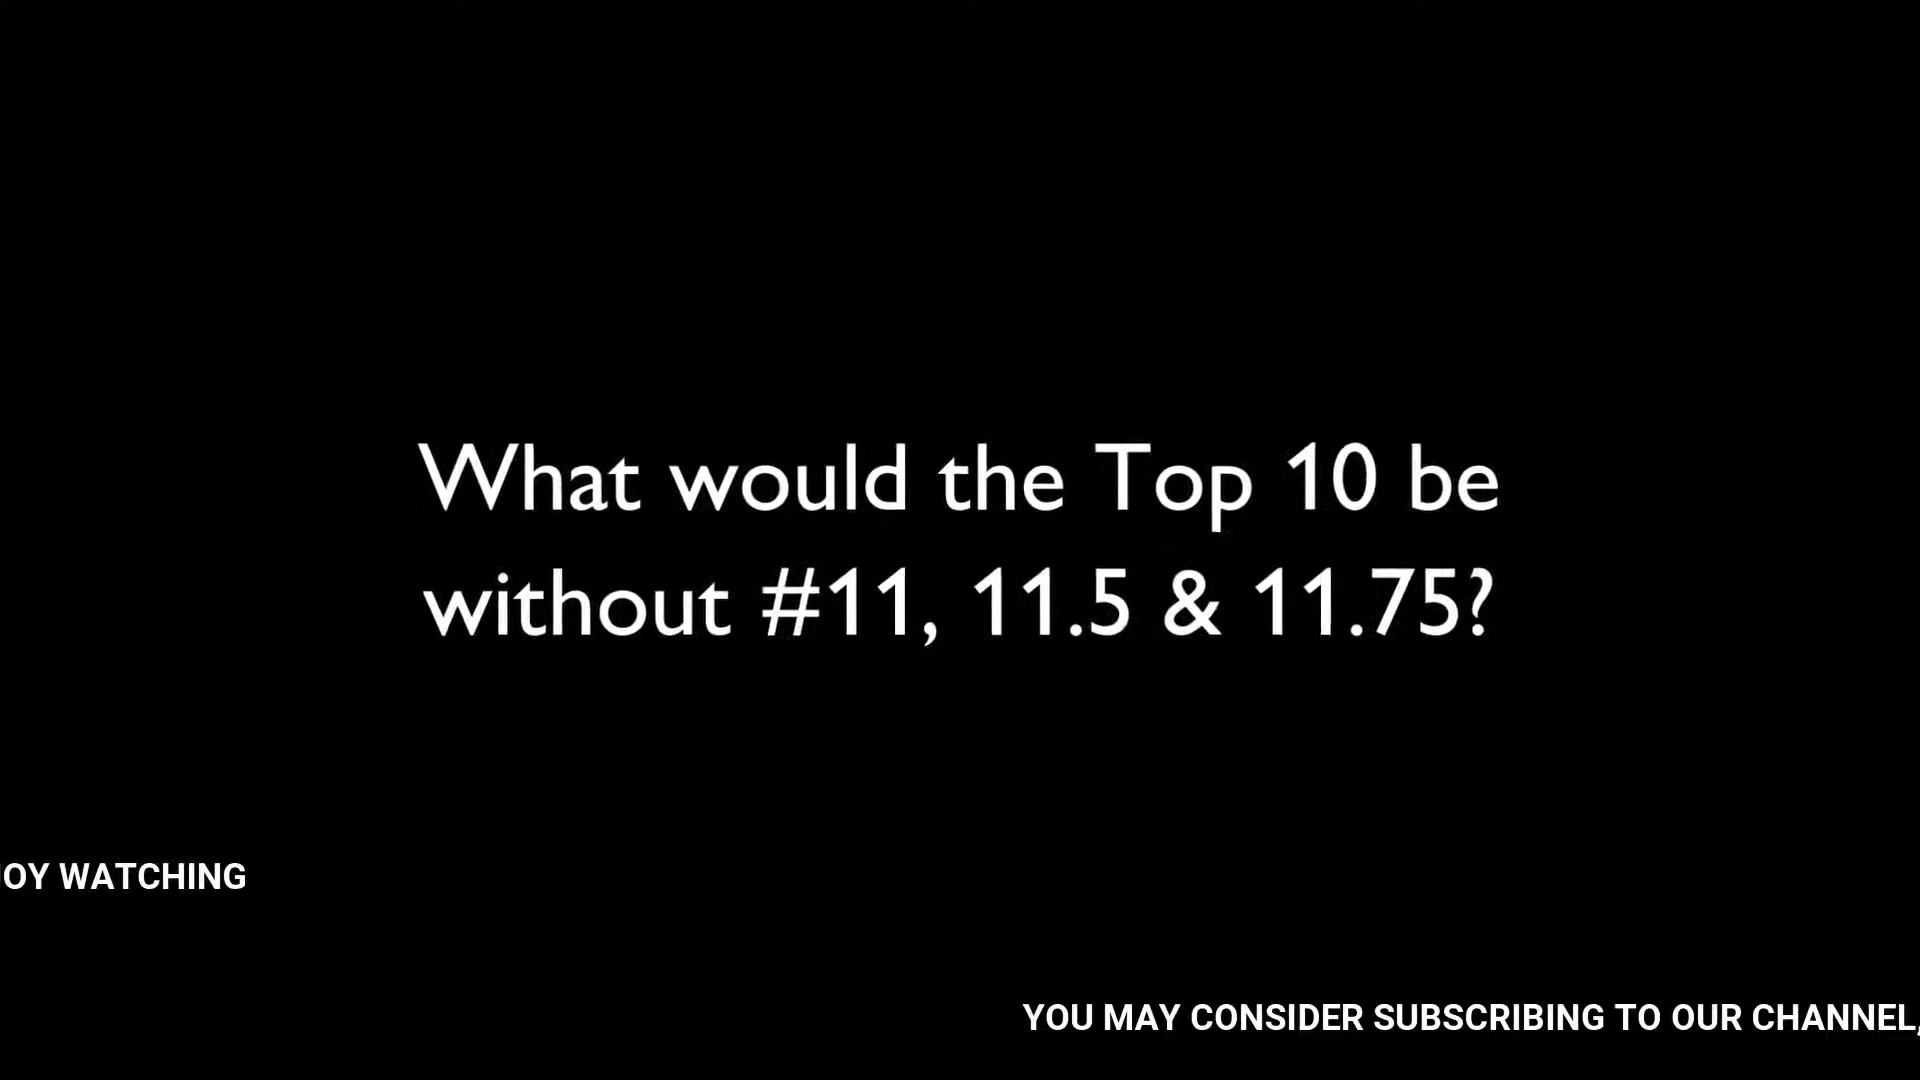 What would the Top 10 be
without #11, 11.5 & 11.75?
OY WATCHING
YOU MAY CONSIDER SUBSCRIBING TO OUR CHANNEL,